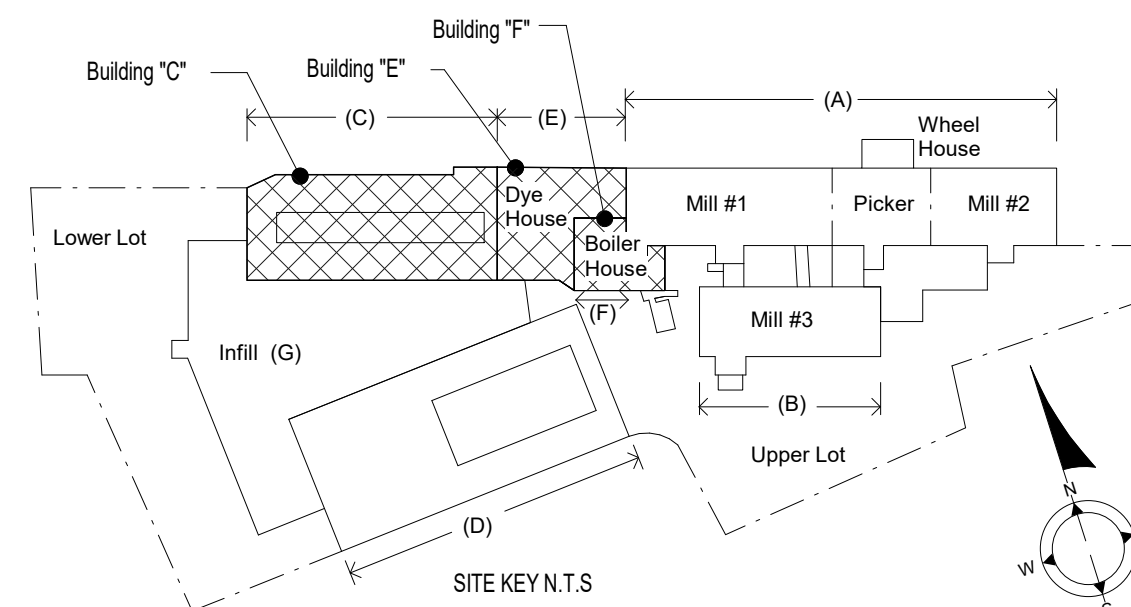 Building "F"
Building "E"
Building "C"
(C)
(E)
(A)
Wheel
House
Dye
House
Mill #1
Picker
Mill #2
Lower Lot
Boiler
House
(F)
Mill #3
Infill (G)
(B)
Upper Lot
(D)
N
W
S
SITE KEY N.T.S